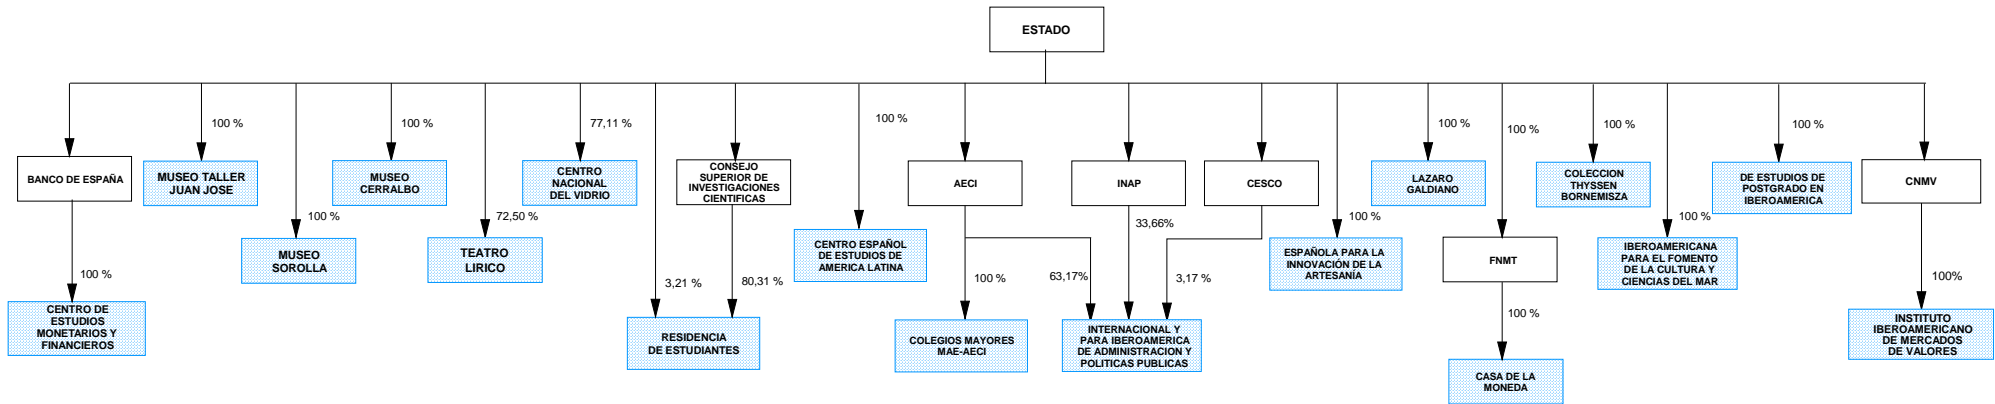 ESTADO
100 %
100 %
77,11 %
100 %
100 %
100 %
100 %
100 %
BANCO DE ESPAÑA
MUSEO TALLER
JUAN JOSE
MUSEO
CERRALBO
CENTRO
NACIONAL
DEL VIDRIO
CONSEJO
SUPERIOR DE
INVESTIGACIONES
CIENTIFICAS
AECI
INAP
CESCO
LAZARO
GALDIANO
COLECCION
THYSSEN
BORNEMISZA
DE ESTUDIOS DE
POSTGRADO EN
IBEROAMERICA
CNMV
100 %
72,50 %
33,66%
100 %
100 %
MUSEO
SOROLLA
TEATRO
LIRICO
CENTRO ESPAÑOL
DE ESTUDIOS DE
AMERICA LATINA
ESPAÑOLA PARA LA
INNOVACIÓN DE LA
ARTESANÍA
FNMT
IBEROAMERICANA
PARA EL FOMENTO
DE LA CULTURA Y
CIENCIAS DEL MAR
100 %
3,21 %
80,31 %
100 %
63,17%
3,17 %
100%
CENTRO DE
ESTUDIOS
MONETARIOS Y
FINANCIEROS
RESIDENCIA
DE ESTUDIANTES
COLEGIOS MAYORES
MAE-AECI
INTERNACIONAL Y
PARA IBEROAMERICA
DE ADMINISTRACION Y
POLITICAS PUBLICAS
100 %
INSTITUTO
IBEROAMERICANO
DE MERCADOS
DE VALORES
CASA DE LA
MONEDA